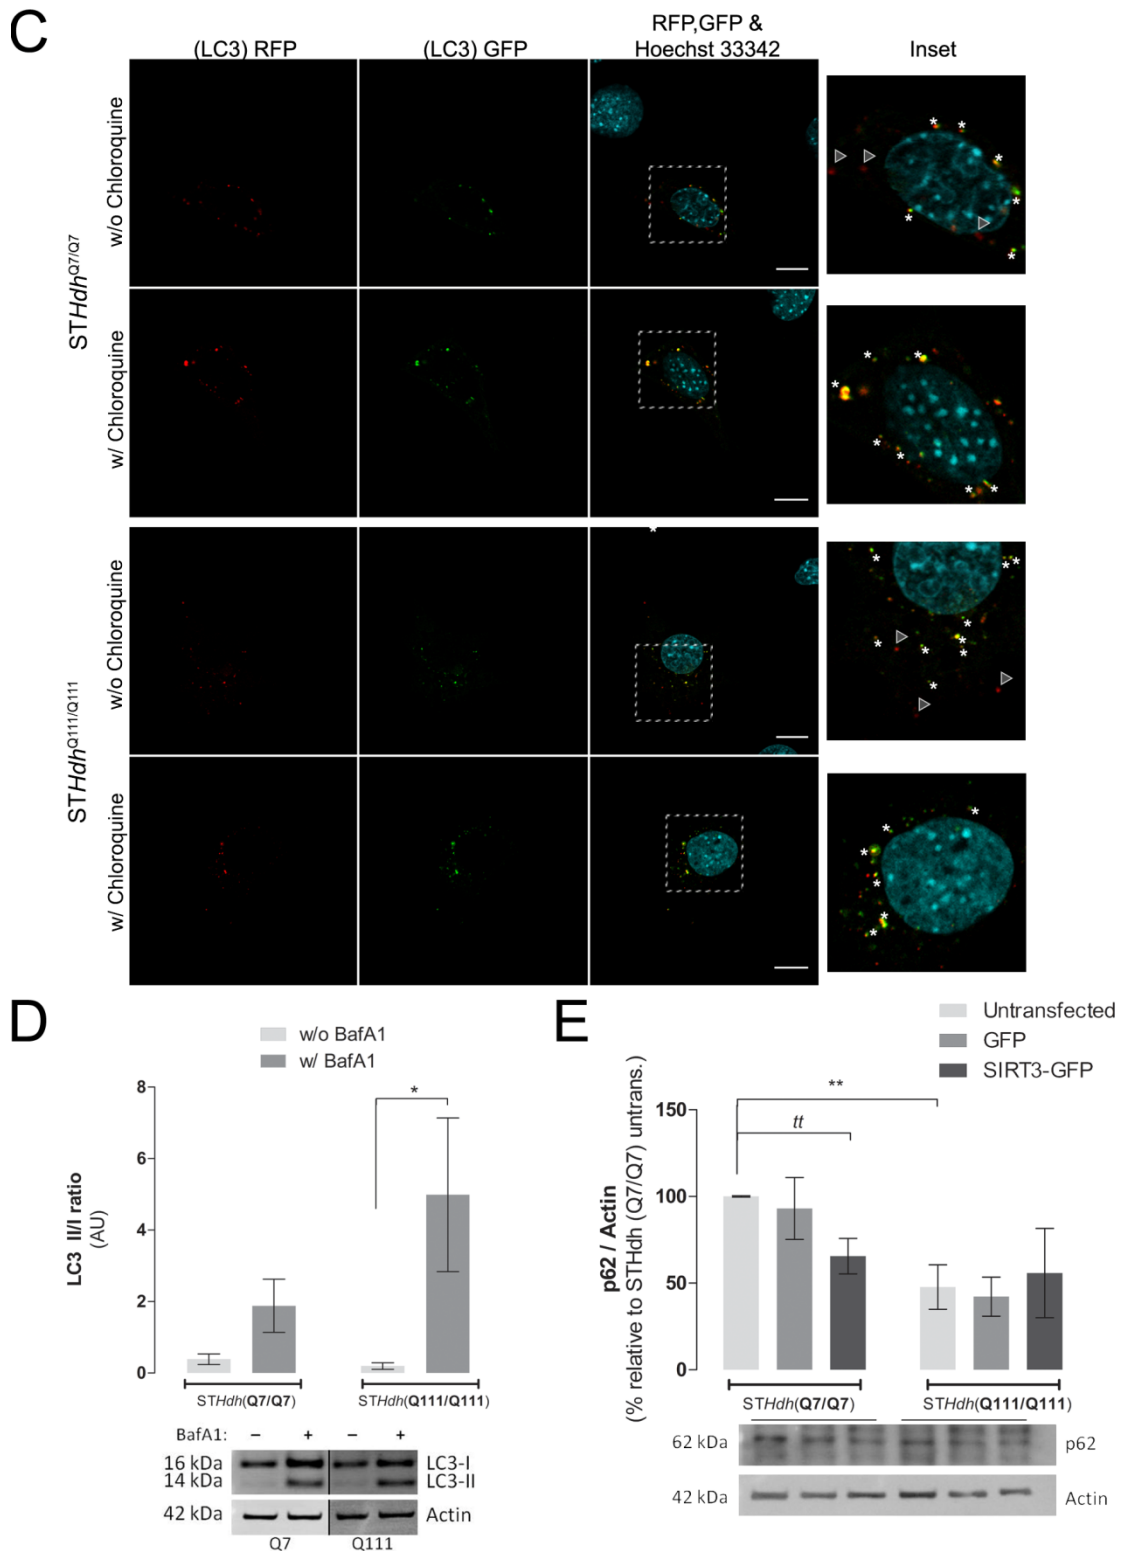 C
(LC3) RFP
(LC3) GFP
RFP,GFP &
Hoechst 33342
Inset
STHdhQ7/Q7
w/o Chloroquine
w/ Chloroquine
STHdhQ111/Q111
w/o Chloroquine
w/ Chloroquine
D
w/o BafA1
w/ BafA1
LC3 II/I ratio
(AU)
8
6
4
2
0
*
STHdh(Q7/Q7)
STHdh(Q111/Q111)
BafA1: – + – +
16 kDa
14 kDa
42 kDa
LC3-I
LC3-II
Actin
Q7
Q111
E
Untransfected
GFP
SIRT3-GFP
p62 / Actin
(% relative to STHdh (Q7/Q7) untrans.)
150
100
50
0
**
tt
STHdh(Q7/Q7)
STHdh(Q111/Q111)
62 kDa
p62
42 kDa
Actin